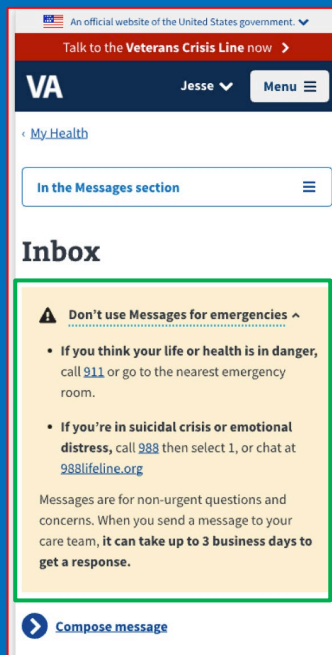 An official website of the United States government.
Talk to the Veterans Crisis Line now
VA
Jesse
Menu
‹ My Health
In the Messages section
Inbox
Don't use Messages for emergencies
• If you think your life or health is in danger,
call 911 or go to the nearest emergency
room.
• If you're in suicidal crisis or emotional
distress, call 988 then select 1, or chat at
988lifeline.org
Messages are for non-urgent questions and
concerns. When you send a message to your
care team, it can take up to 3 business days to
get a response.
Compose message